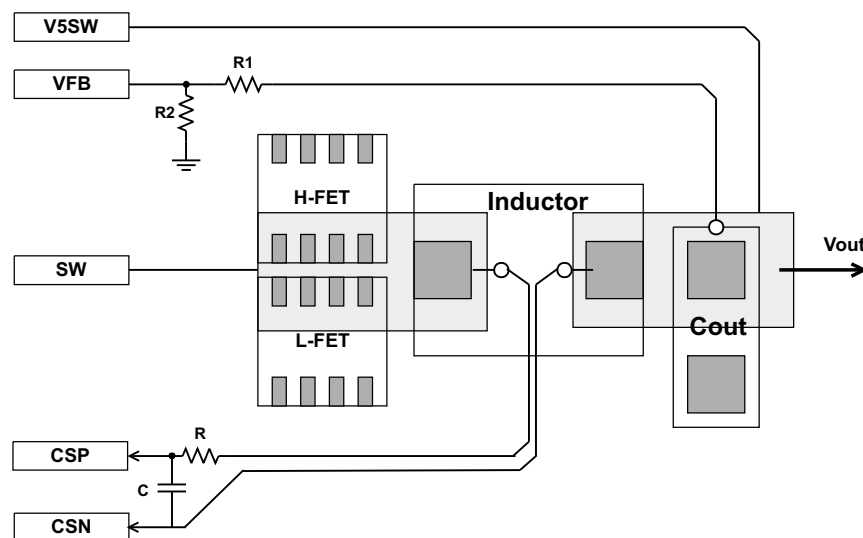 V5SW
VFB
R1
R2
H-FET
Inductor
Vout
SW
Cout
L-FET
R
CSP
C
CSN